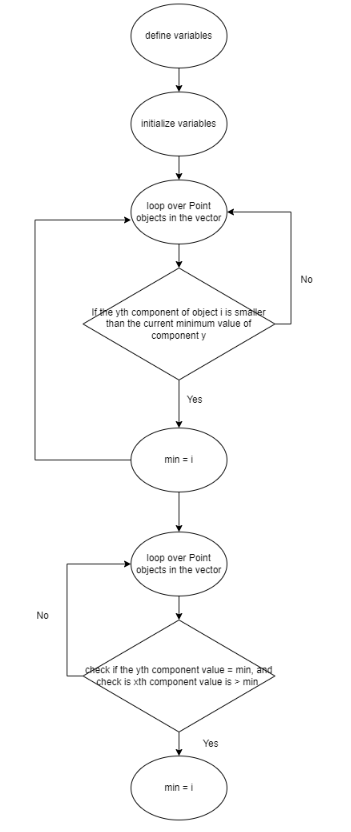 define variables
initialize variables
loop over Point
objects in the vector
No
If the yth component of object i is smaller
than the current minimum value of
component y
Yes
min = i
loop over Point
objects in the vector
No
check if the yth component value = min, and
check is xth component value is > min
Yes
min = i